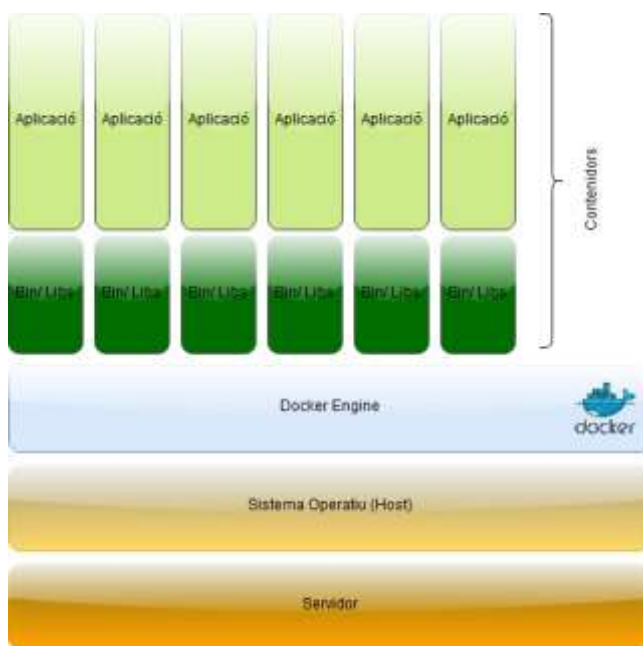 Aplicació Aplicació Aplicació Aplicació Aplicació Aplicació
Contenidors
Bin/ Libs Bin/ Libs Bin/ Libs Bin/ Libs Bin/ Libs Bin/ Libs
Docker Engine
docker
Sistema Operatiu (Host)
Servidor